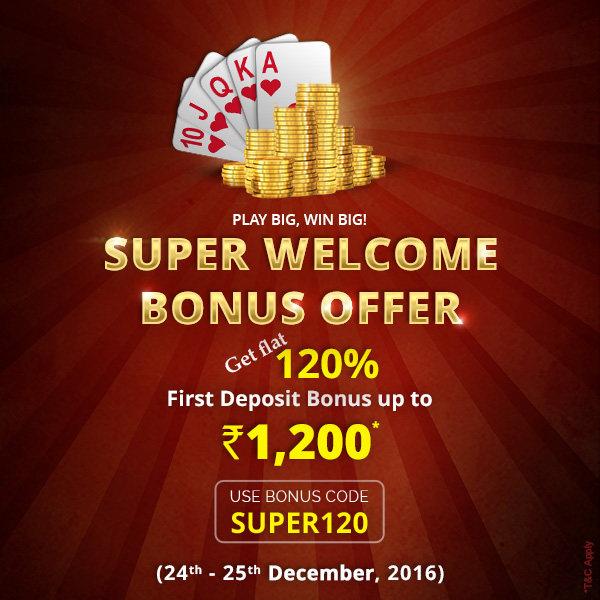 10 J Q K A
PLAY BIG, WIN BIG!
SUPER WELCOME
BONUS OFFER
Get flat 120%
First Deposit Bonus up to
₹1,200*
USE BONUS CODE
SUPER120
(24th - 25th December, 2016)
*T&C Apply